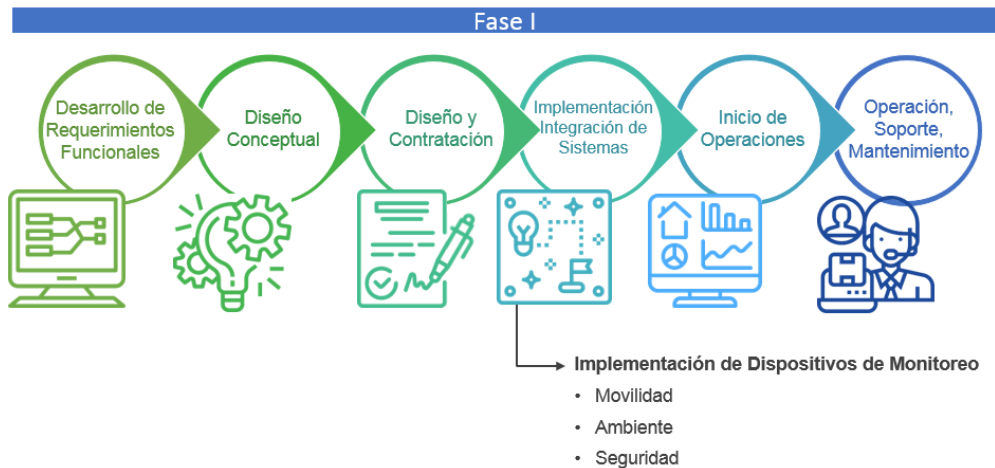 Fase I
Desarrollo de
Requerimientos
Funcionales
Diseño
Conceptual
Diseño y
Contratación
Implementación
Integración de
Sistemas
Inicio de
Operaciones
Operación,
Soporte,
Mantenimiento
Implementación de Dispositivos de Monitoreo
• Movilidad
• Ambiente
• Seguridad